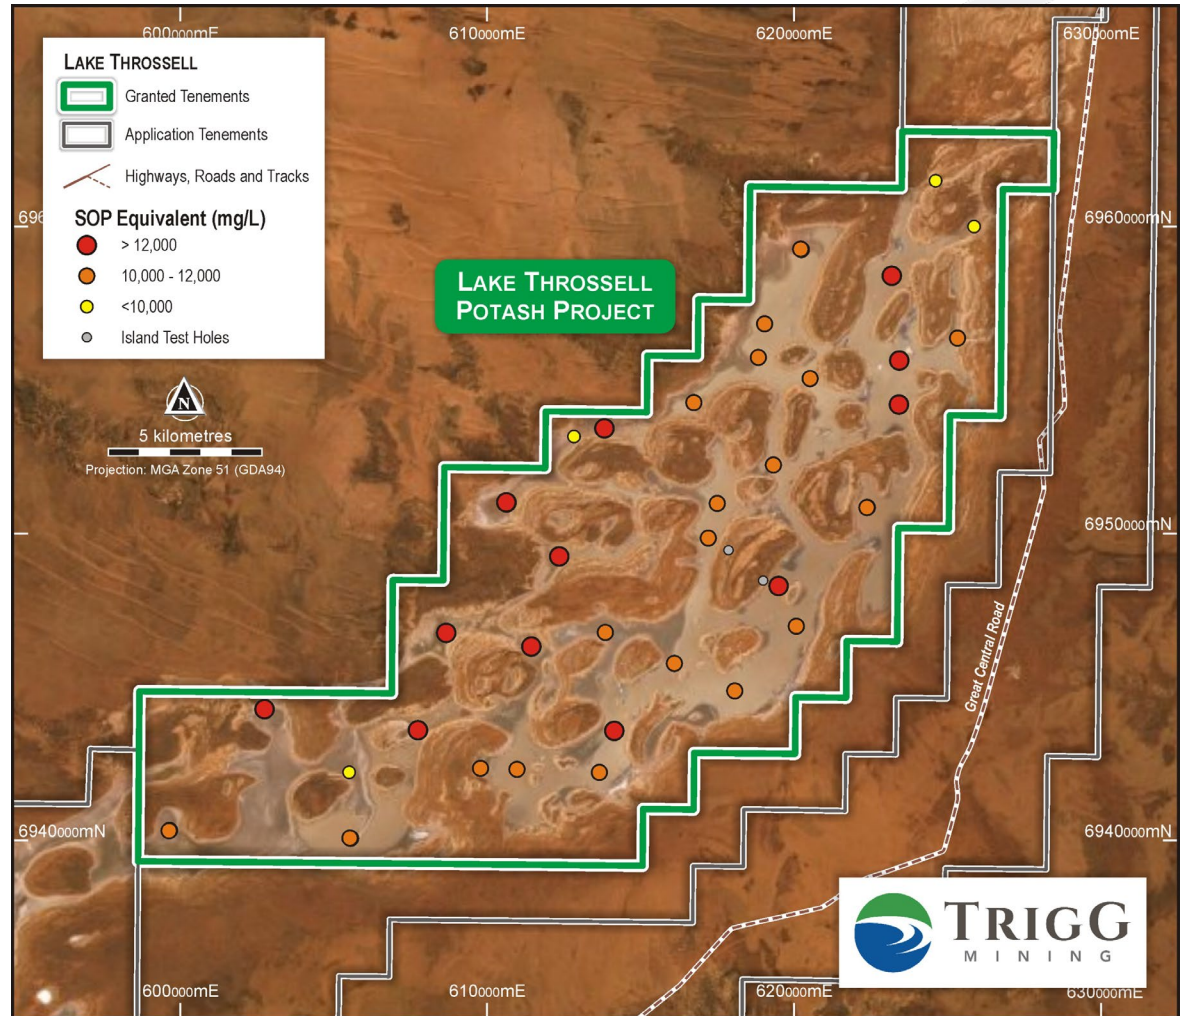 600000mE
610000mE
620000mE
630000mE
LAKE THROSSELL
Granted Tenements
Application Tenements
Highways, Roads and Tracks
SOP Equivalent (mg/L)
> 12,000
10,000 - 12,000
<10,000
Island Test Holes
696
6960000mN
LAKE THROSSELL
POTASH PROJECT
N
5 kilometres
Projection: MGA Zone 51 (GDA94)
6950000mN
Great Central Road
6940000mN
6940000mN
TRIGG
MINING
600000mE
610000mE
620000mE
630000mE